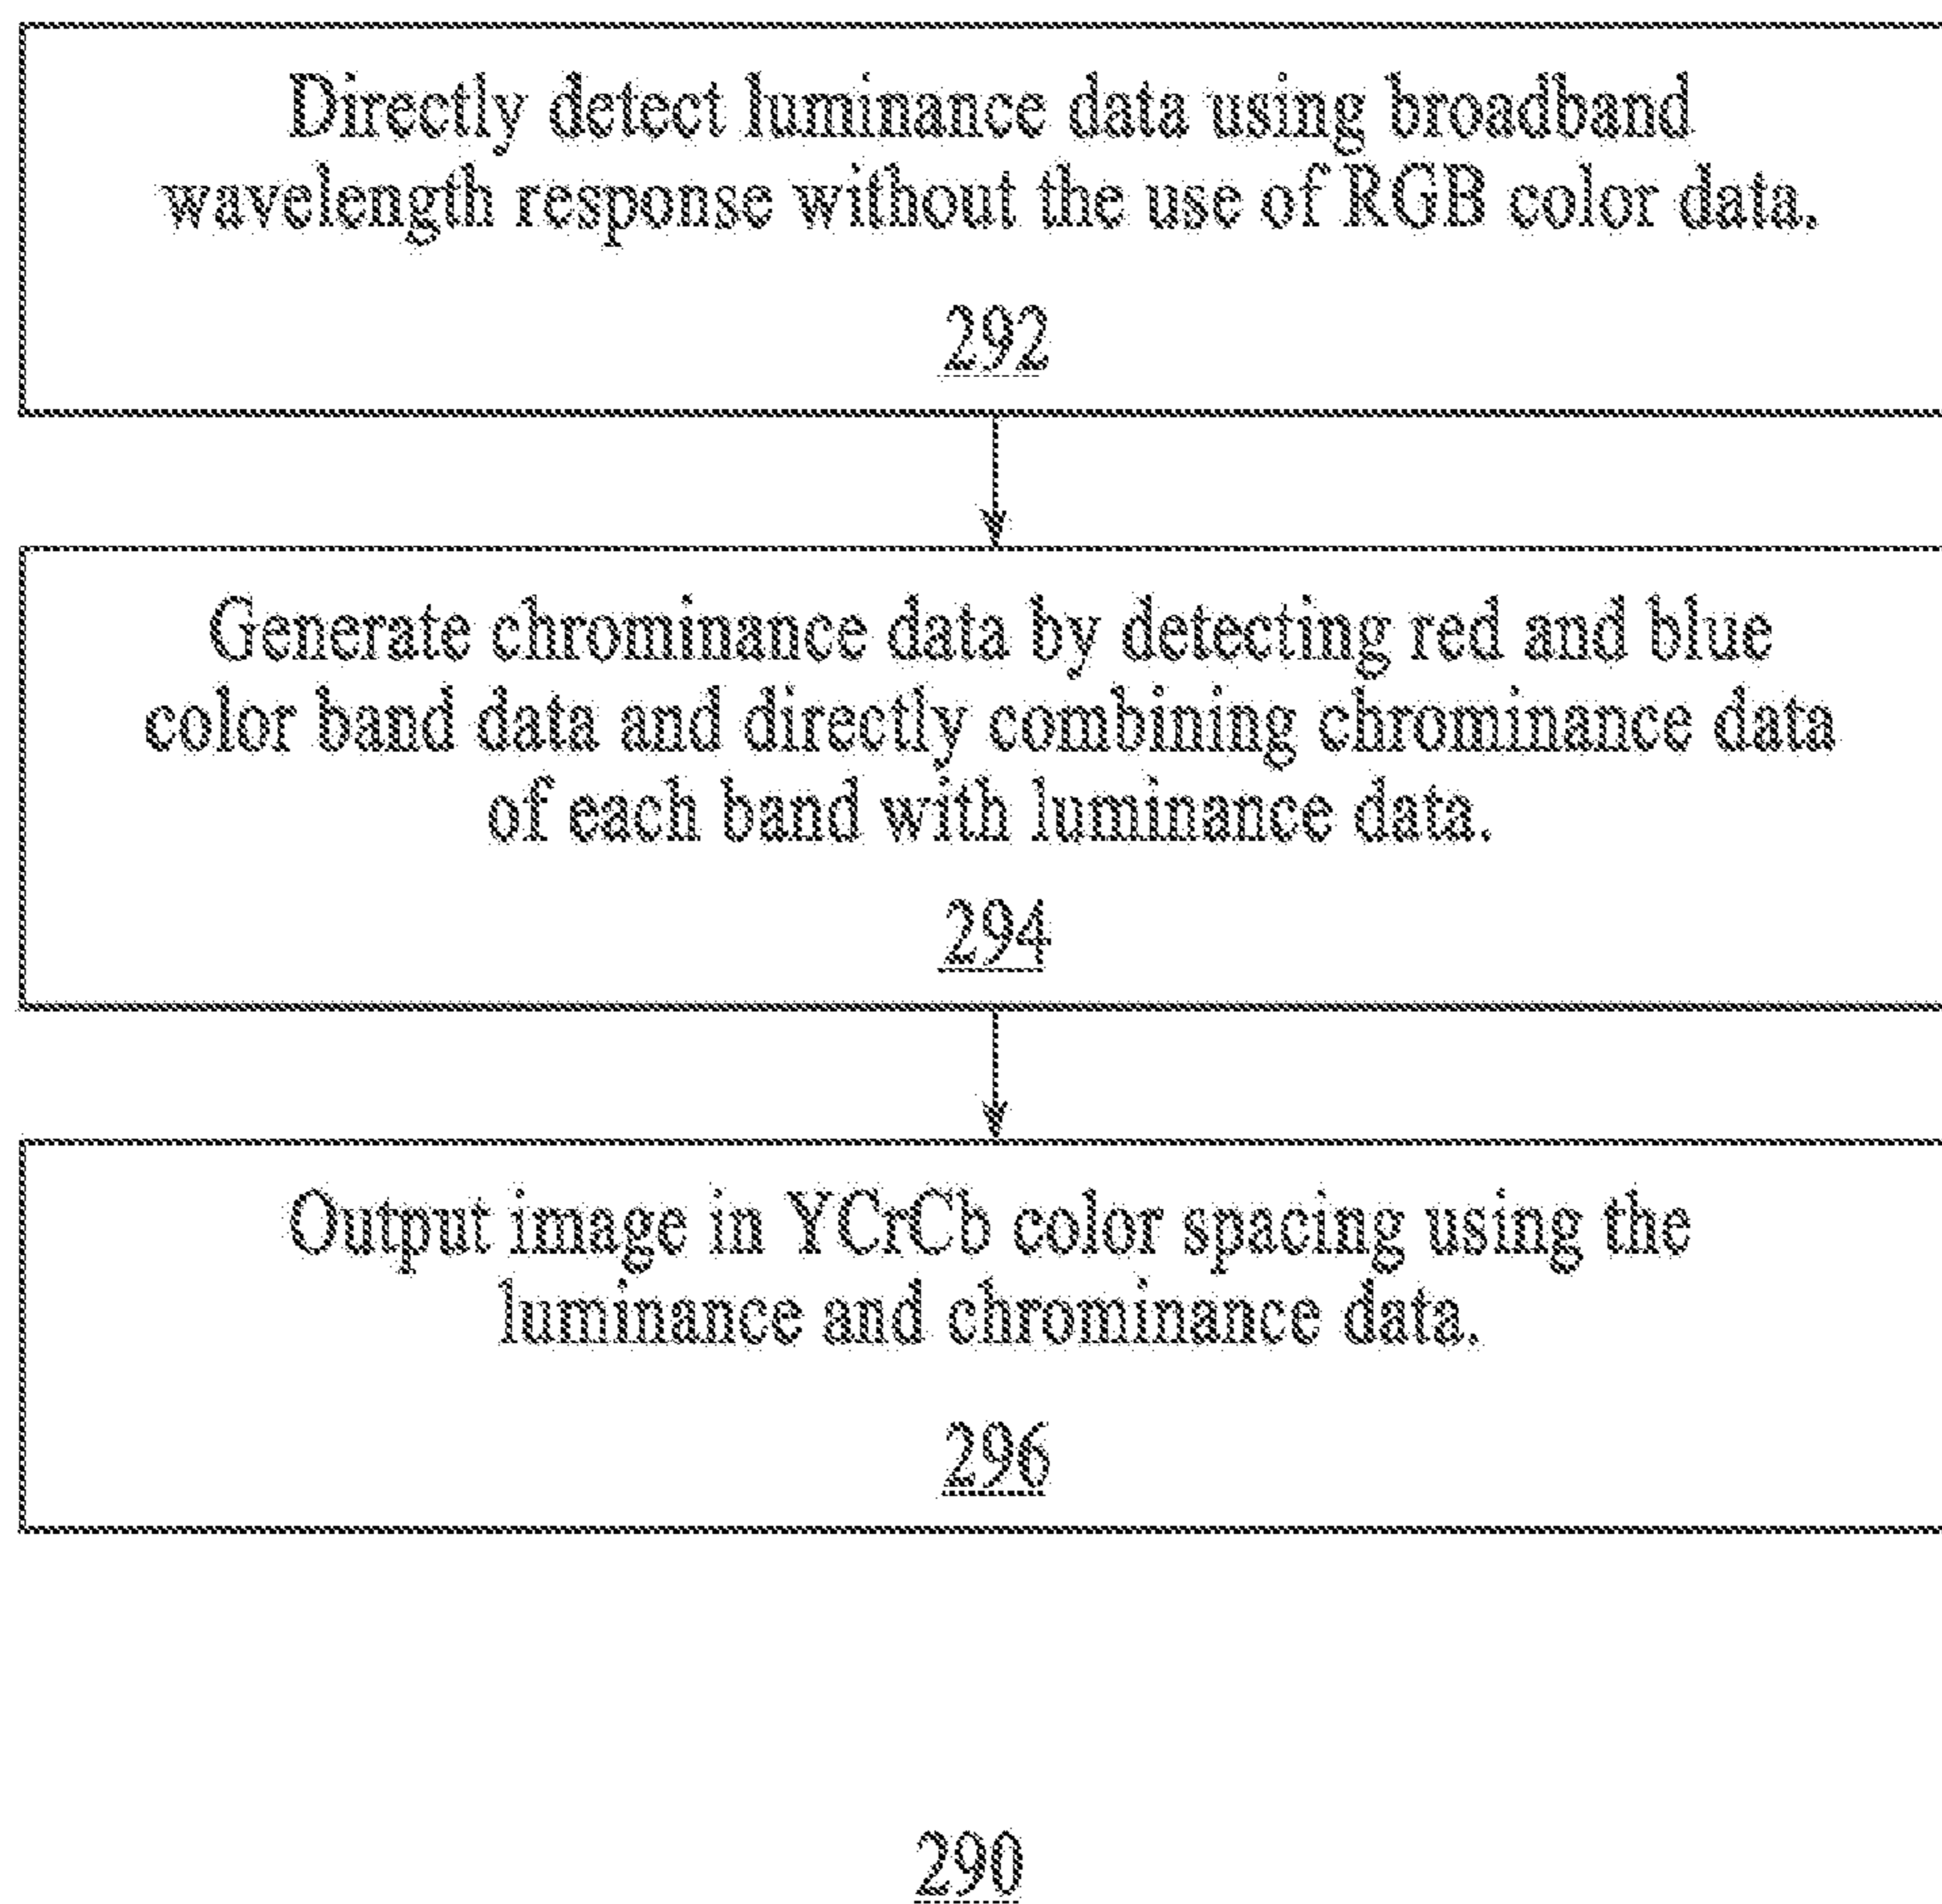 Directly detect luminance data using broadband
wavelength response without the use of RGB color data.
292
Generate chrominance data by detecting red and blue
color band data and directly combining chrominance data
of each band with luminance data.
294
Output image in YCrCb color spacing using the
luminance and chrominance data.
296
290